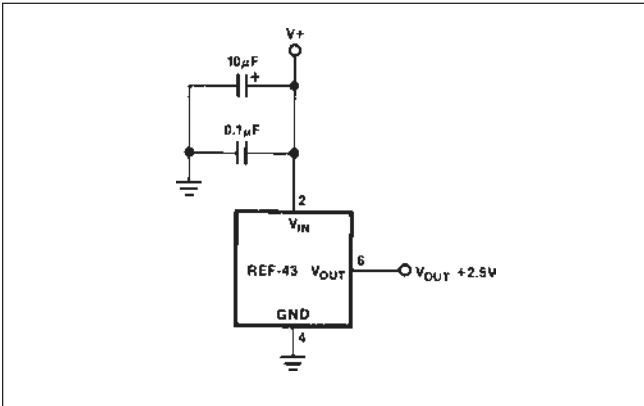 V+
10µF
+
0.1µF
2
VIN
REF-43 VOUT
6
VOUT +2.5V
GND
4